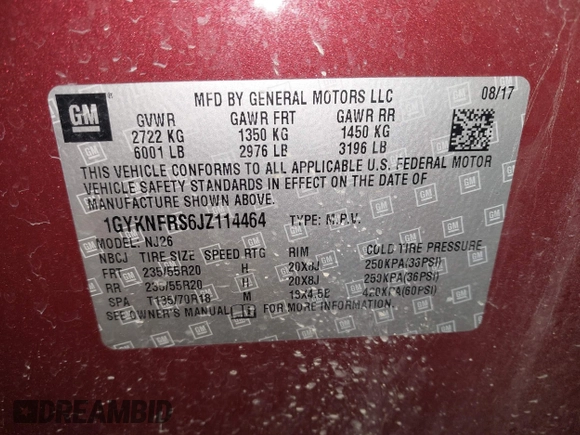 GM
MFD BY GENERAL MOTORS LLC
08/17
GVWR GAWR FRT GAWR RR
2722 KG 1350 KG 1450 KG
6001 LB 2976 LB 3196 LB
THIS VEHICLE CONFORMS TO ALL APPLICABLE U.S. FEDERAL MOTOR
VEHICLE SAFETY STANDARDS IN EFFECT ON THE DATE OF
MANUFACTURE SHOWN ABOVE.
1GYKNFRS6JZ114464 TYPE: M.P.V.
MODEL: NJ26
NBCJ TIRE SIZE SPEED RTG RIM COLD TIRE PRESSURE
FRT 235/55R20 H 20X8J 250KPA(36PSI)
RR 235/55R20 H 20X8J 250KPA(36PSI)
SPA T135/70R18 M 18X4.5B 420KPA(60PSI)
SEE OWNER'S MANUAL FOR MORE INFORMATION.
DREAMBID